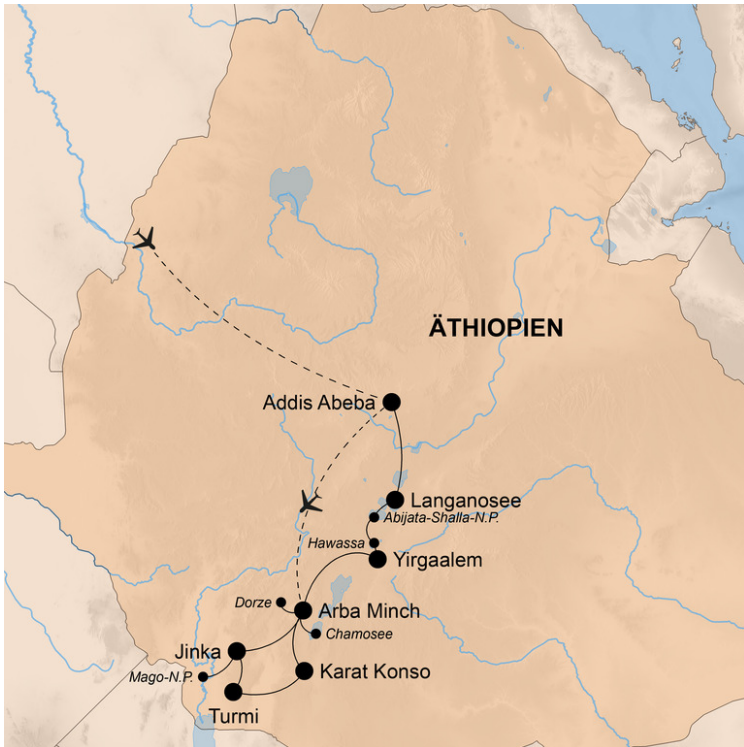 ÄTHIOPIEN
Addis Abeba
Langanosee
Abijata-Shalla-N.P.
Hawassa
Yirgaalem
Dorze
Arba Minch
Chamosee
Jinka
Karat Konso
Mago-N.P.
Turmi